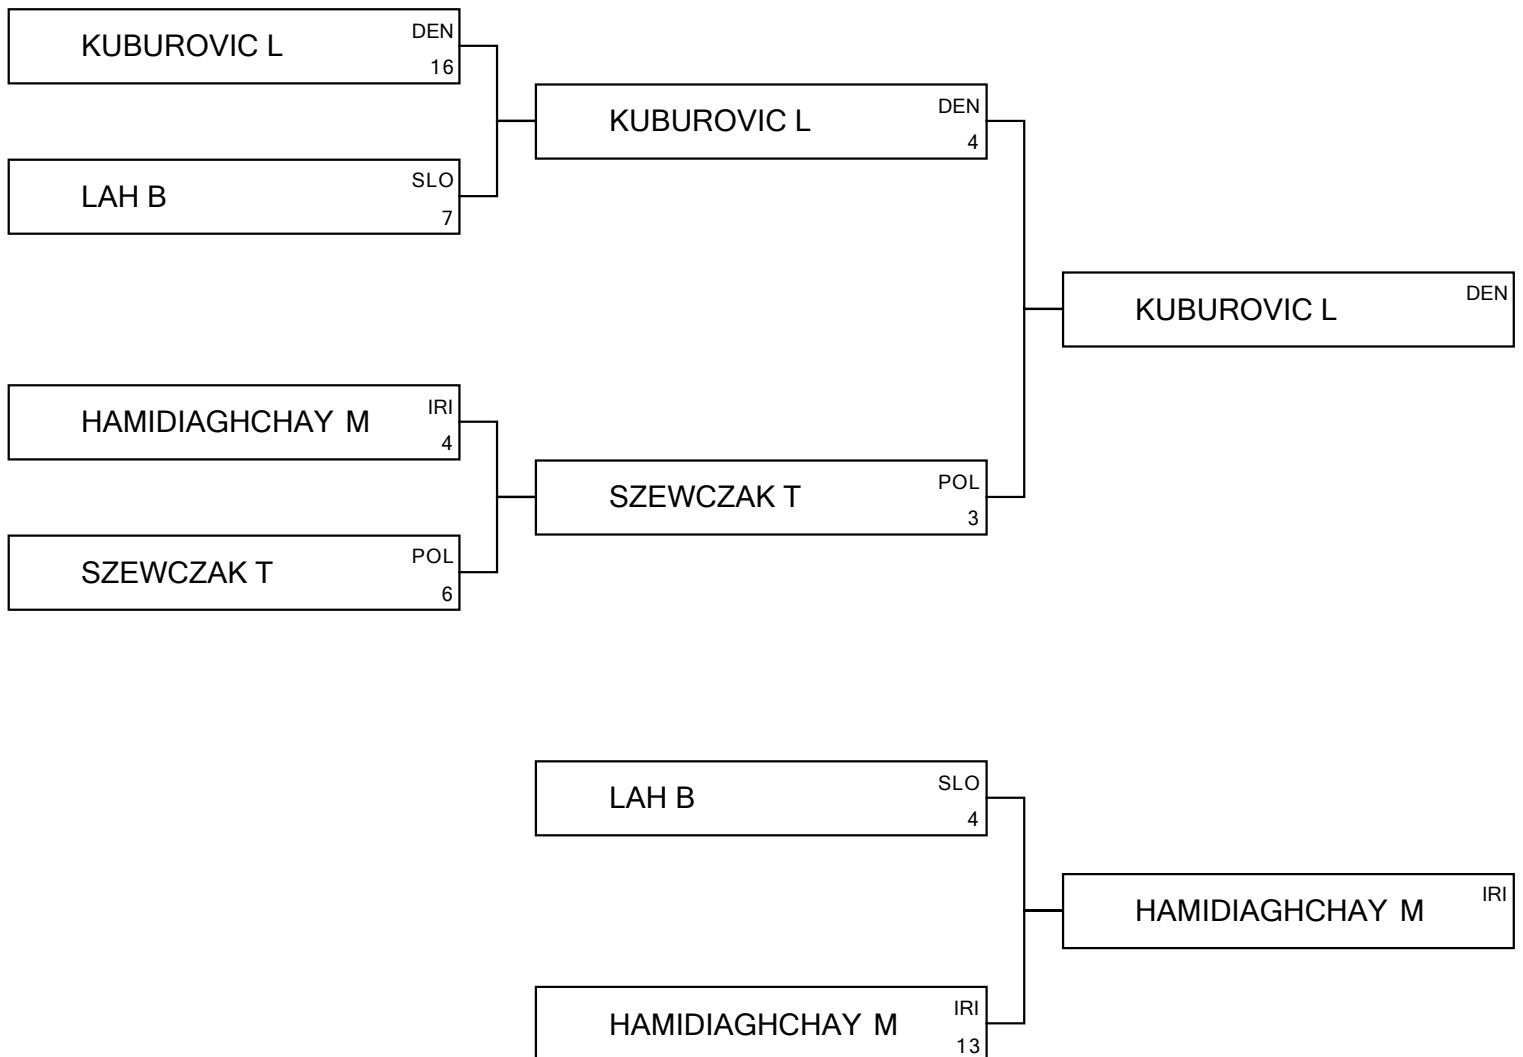 KUBUROVIC L DEN
16
KUBUROVIC L DEN
4
LAH B SLO
7
KUBUROVIC L DEN
HAMIDIAGHCHAY M IRI
4
SZEWCZAK T POL
3
SZEWCZAK T POL
6
LAH B SLO
4
HAMIDIAGHCHAY M IRI
HAMIDIAGHCHAY M IRI
13